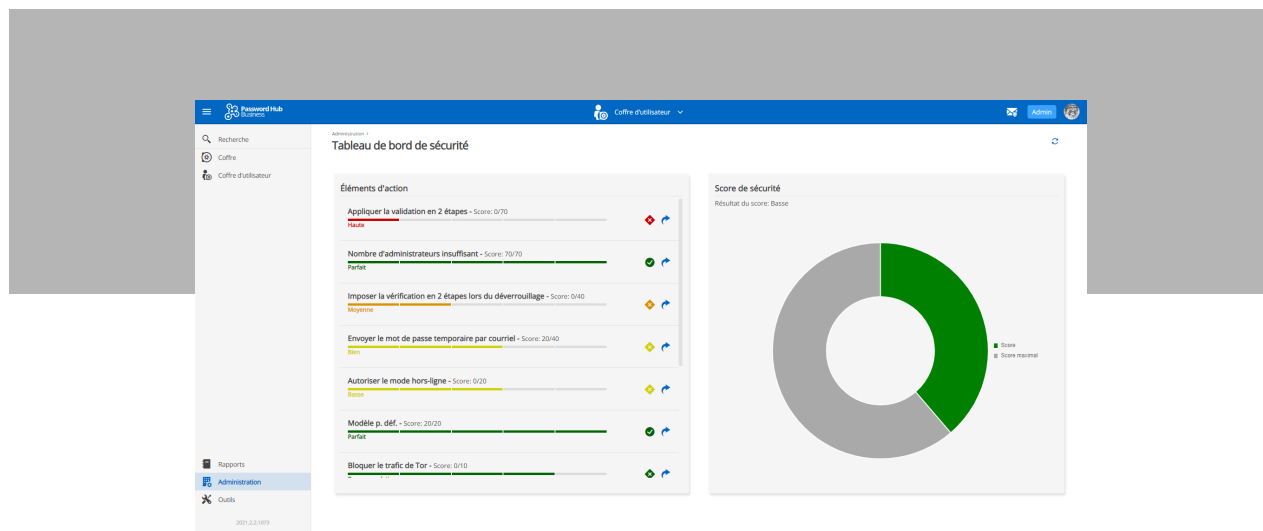 Password Hub
Business
Coffre d'utilisateur
Admin
Recherche
Coffre
Coffre d'utilisateur
Rapports
Administration
Outils
2021.2.2.1073
Administration
Tableau de bord de sécurité
Éléments d'action
Appliquer la validation en 2 étapes - Score: 0/70
Haute
Nombre d'administrateurs insuffisant - Score: 70/70
Parfait
Imposer la vérification en 2 étapes lors du déverrouillage - Score: 0/40
Moyenne
Envoyer le mot de passe temporaire par courriel - Score: 20/40
Bien
Autoriser le mode hors-ligne - Score: 0/20
Basse
Modèle p. déf. - Score: 20/20
Parfait
Bloquer le trafic de Tor - Score: 0/10
Score de sécurité
Résultat du score: Basse
Score
Score maximal